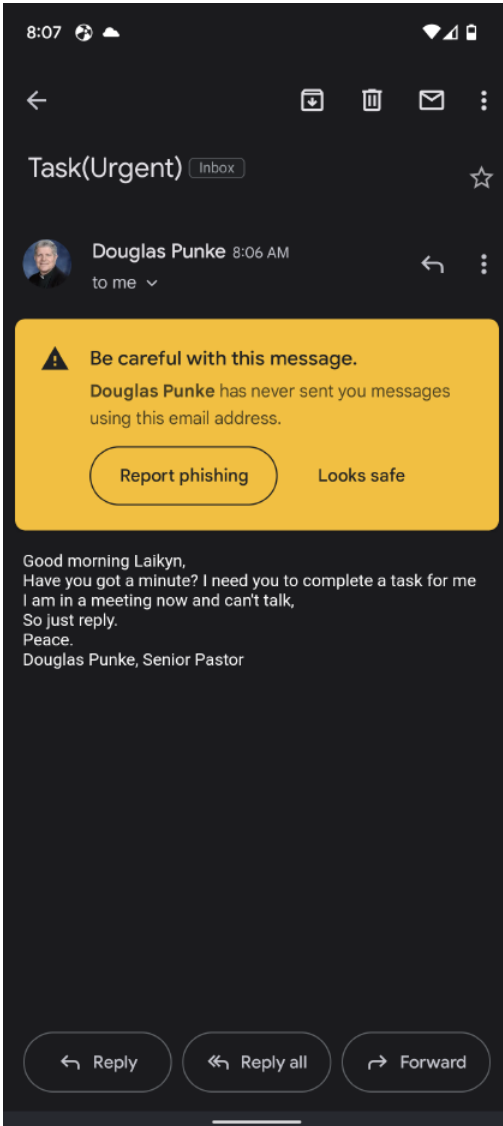 8:07
Task(Urgent) Inbox
Douglas Punke 8:06 AM
to me
Be careful with this message.
Douglas Punke has never sent you messages
using this email address.
Report phishing Looks safe
Good morning Laikyn,
Have you got a minute? I need you to complete a task for me
I am in a meeting now and can't talk,
So just reply.
Peace.
Douglas Punke, Senior Pastor
Reply Reply all Forward